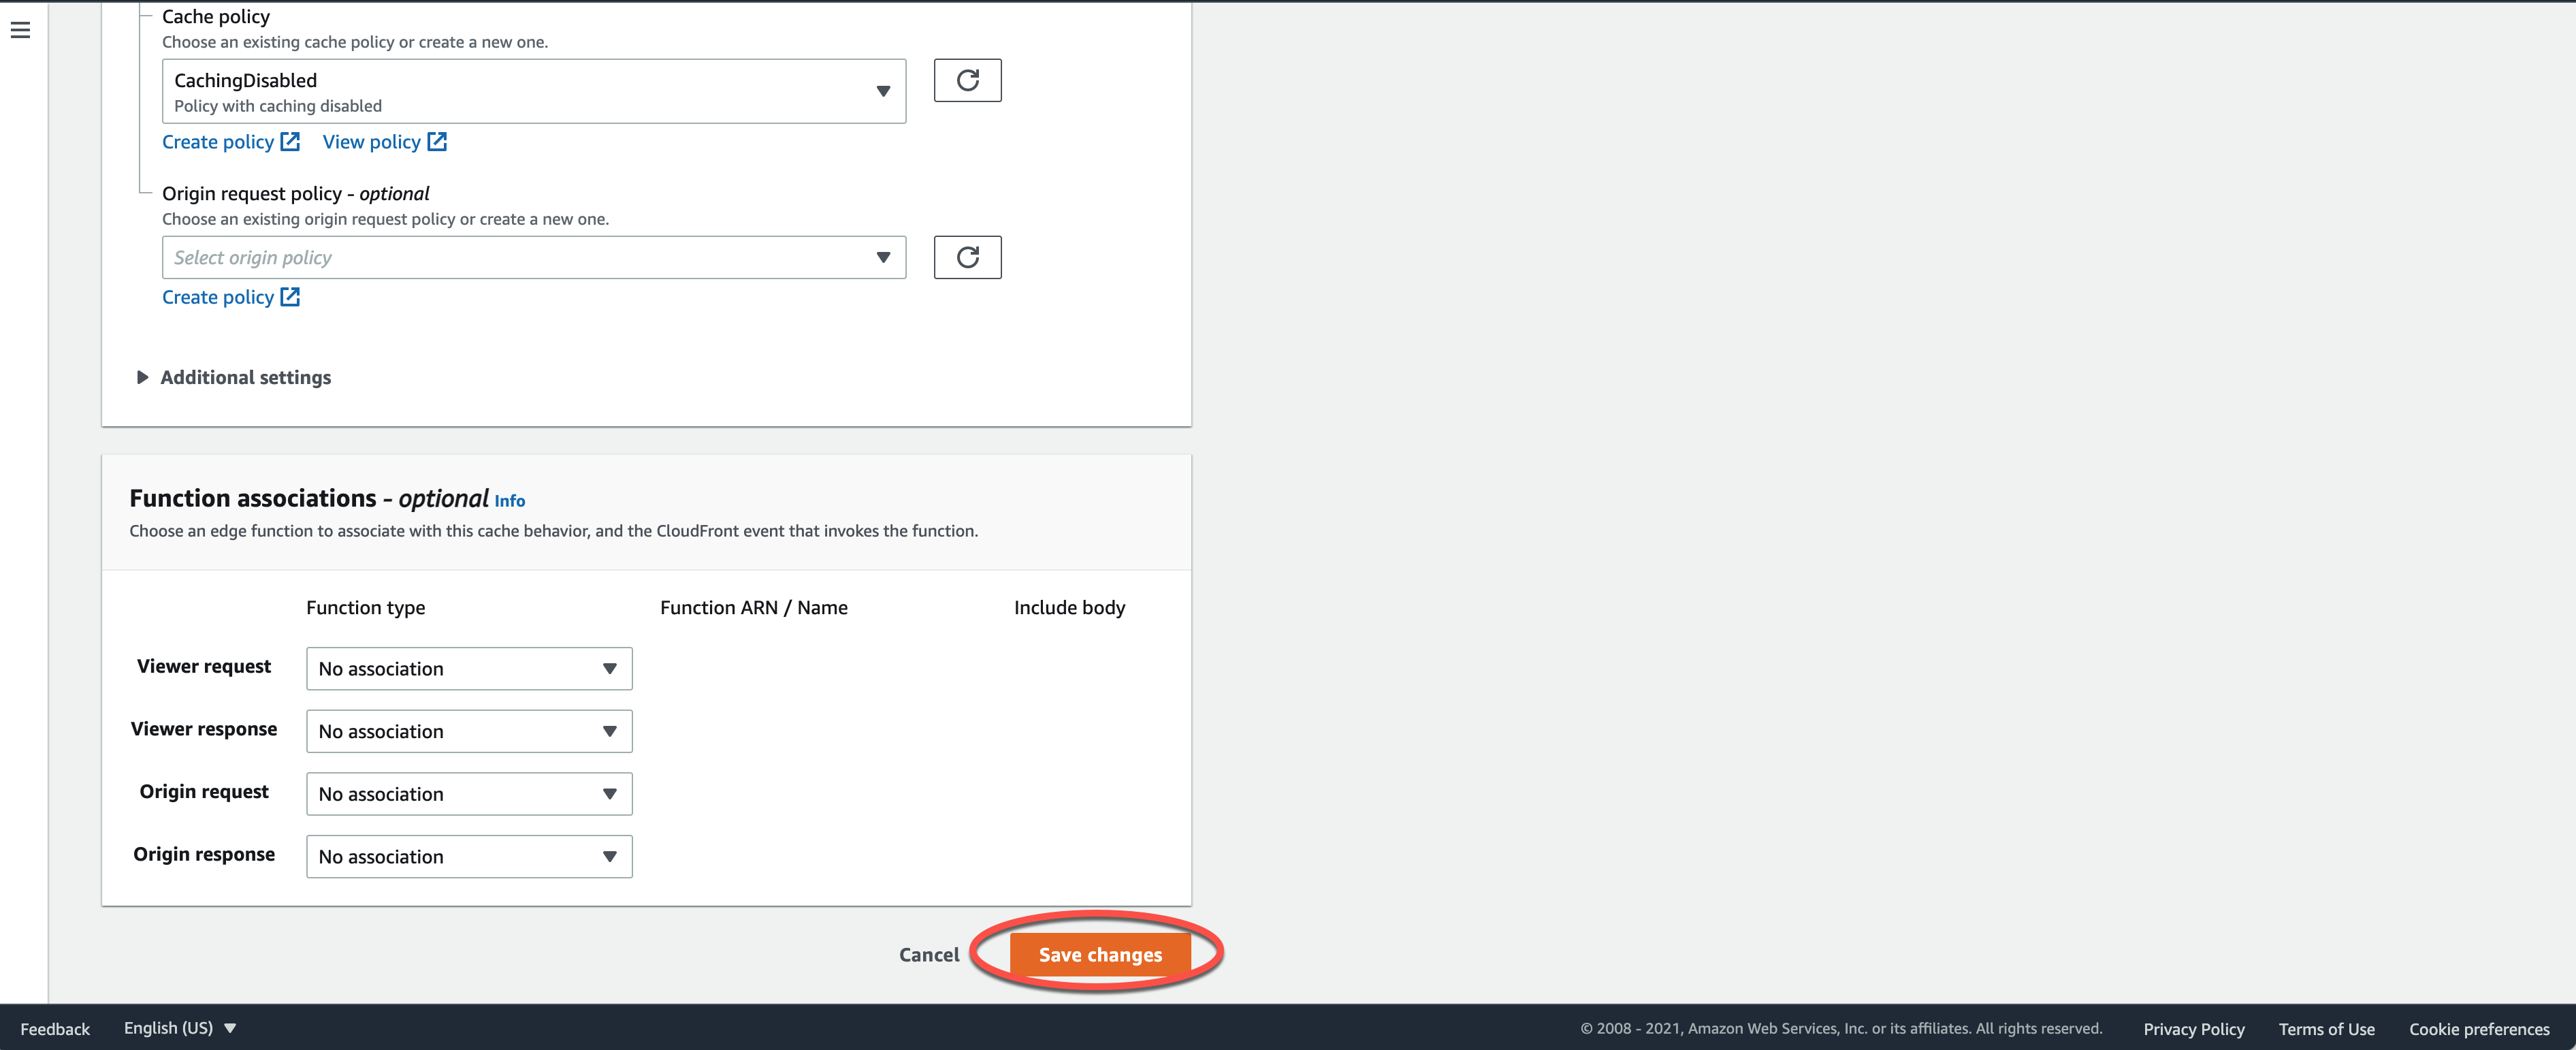 Cache policy
Choose an existing cache policy or create a new one.
CachingDisabled
Policy with caching disabled
Create policy View policy
Origin request policy - optional
Choose an existing origin request policy or create a new one.
Select origin policy
Create policy
Additional settings
Function associations - optional Info
Choose an edge function to associate with this cache behavior, and the CloudFront event that invokes the function.
Function type Function ARN / Name Include body
Viewer request No association
Viewer response No association
Origin request No association
Origin response No association
Cancel Save changes
Feedback English (US) © 2008 - 2021, Amazon Web Services, Inc. or its affiliates. All rights reserved. Privacy Policy Terms of Use Cookie preferences